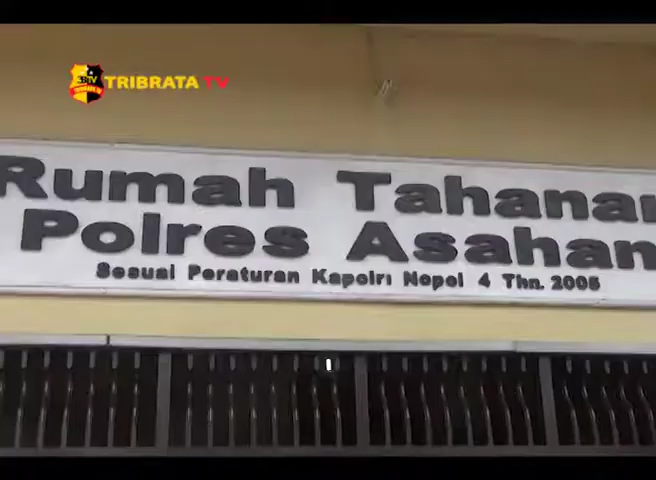 TRIBRATA TV
Rumah Tahanan
Polres Asahan
Sesuai Peraturan Kapolri Nopol 4 Thn. 2005